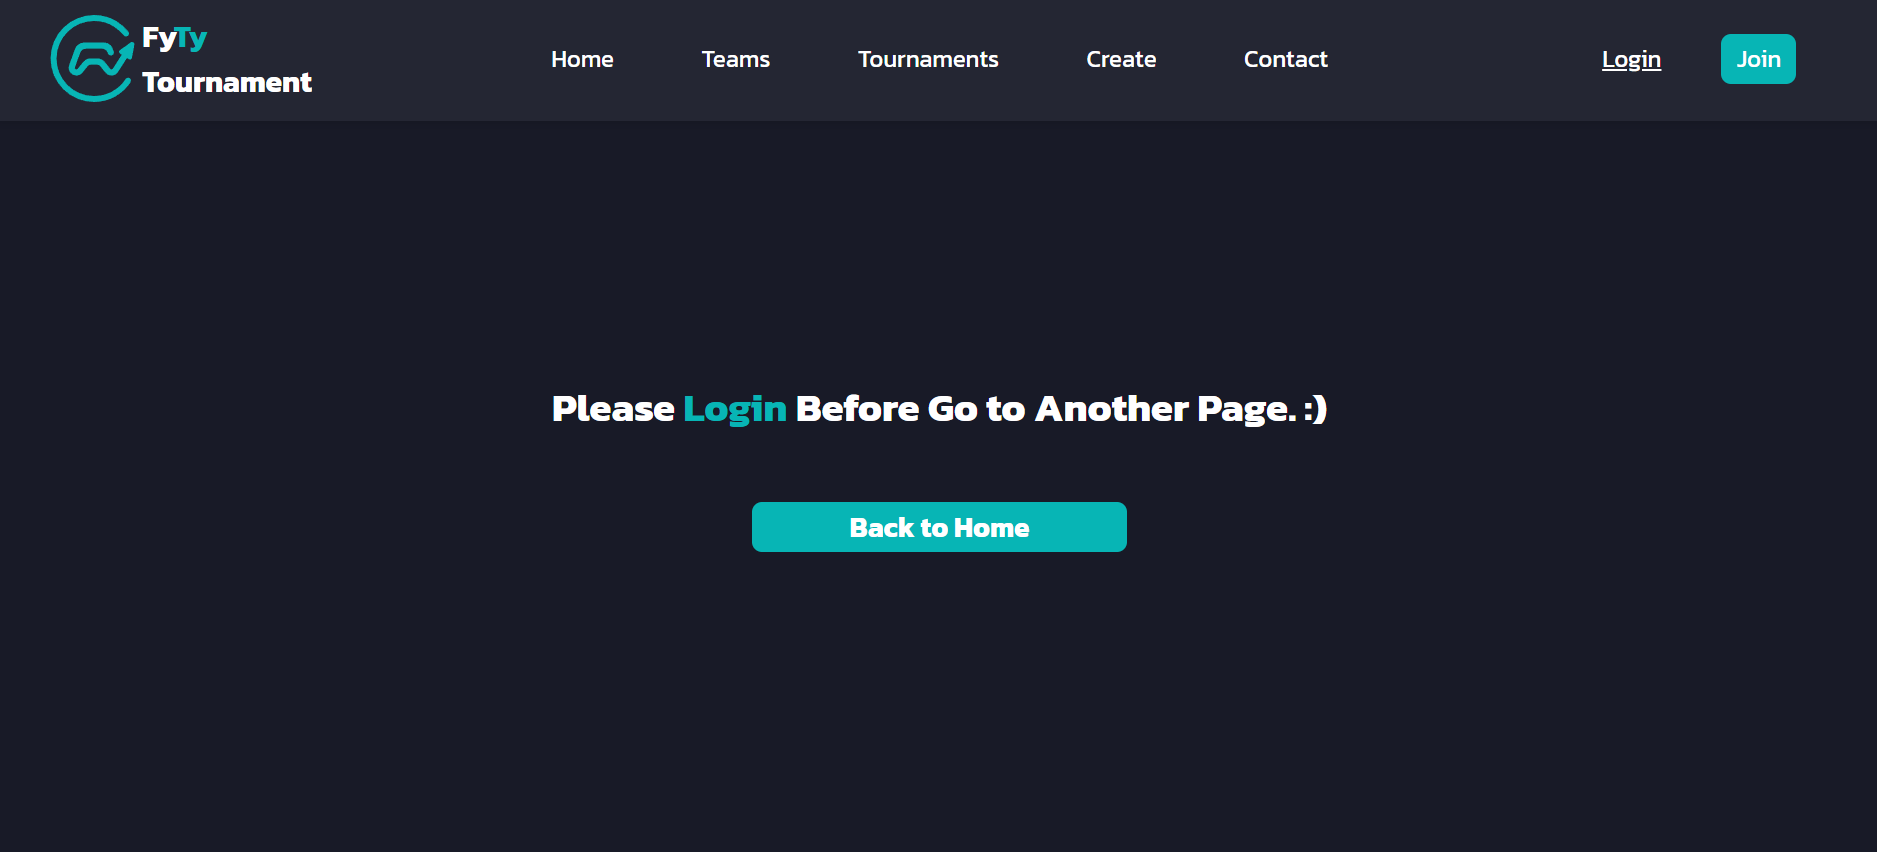 FyTy
Tournament
Home
Teams
Tournaments
Create
Contact
Login
Join
Please Login Before Go to Another Page. :)
Back to Home